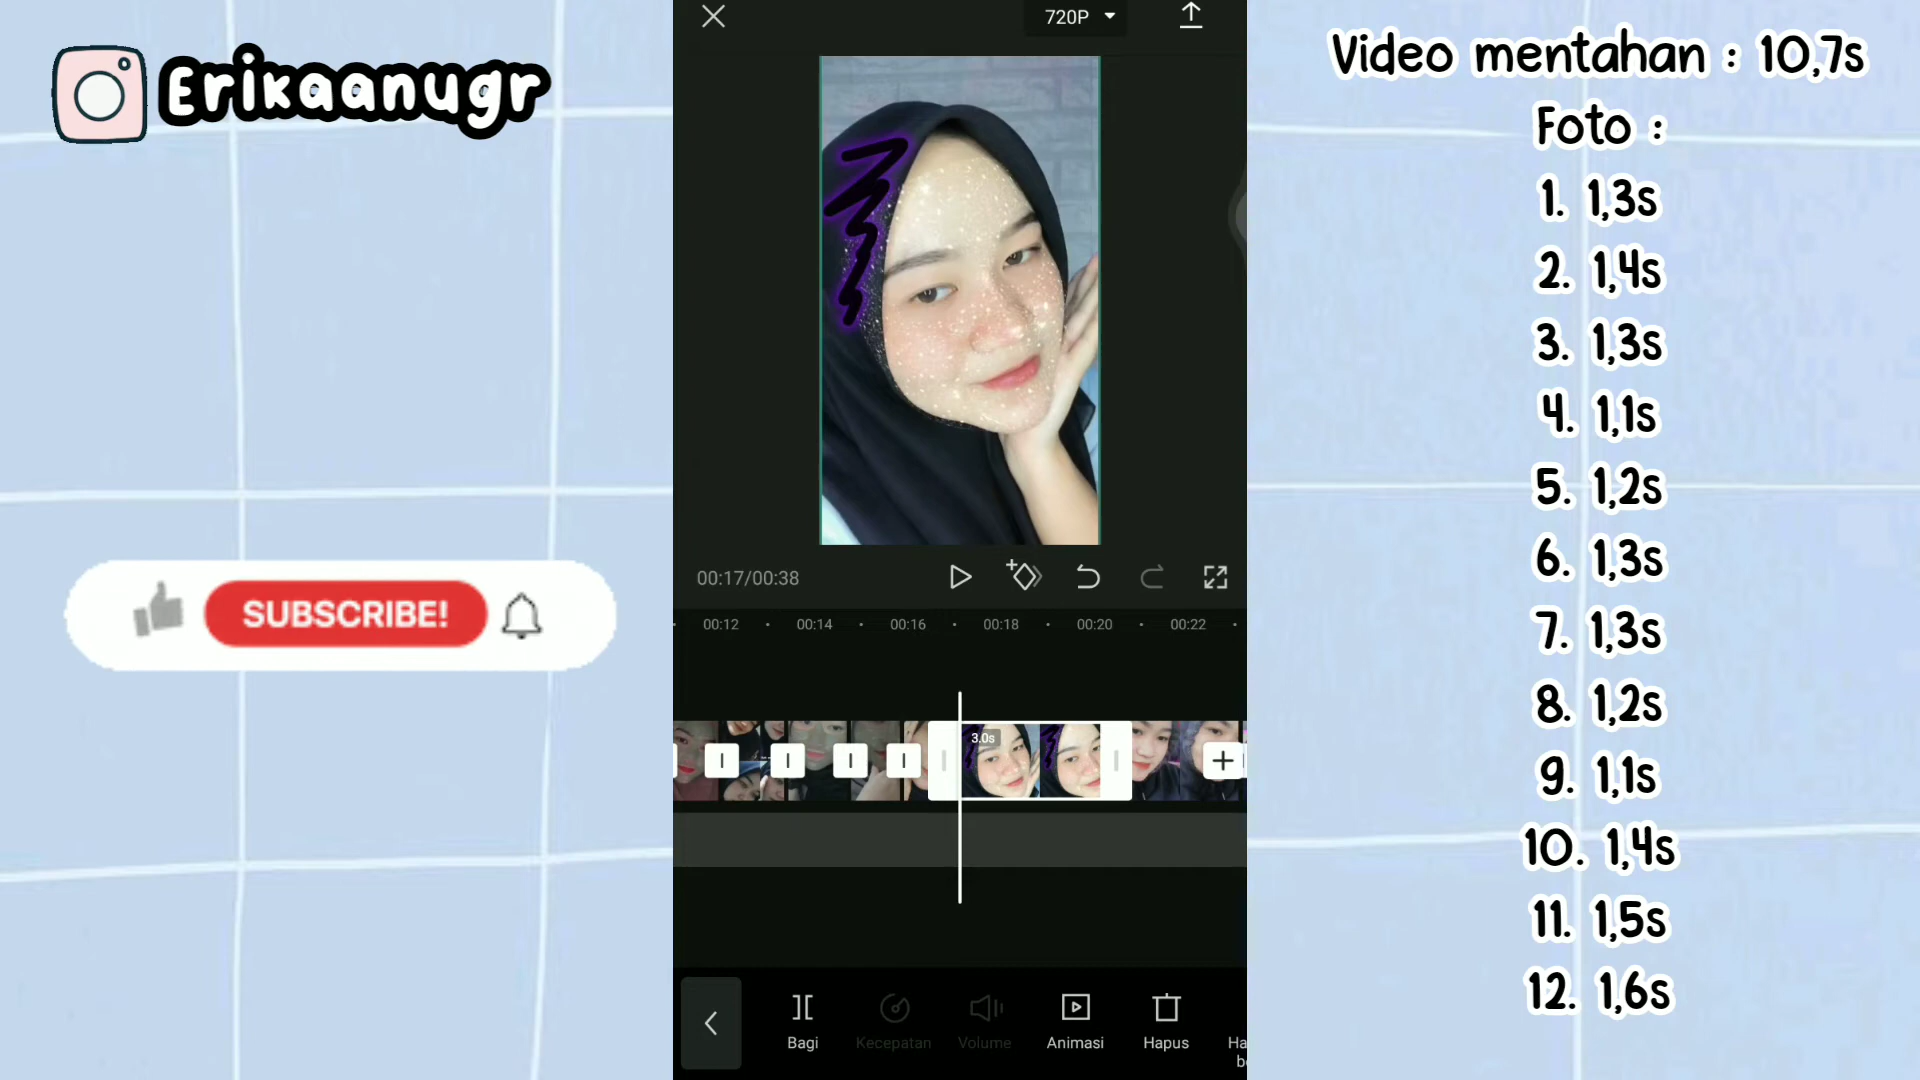 Erikaanugr
SUBSCRIBE!
720P
00:17/00:38
00:12 00:14 00:16 00:18 00:20 00:22
3.0s
Bagi Kecepatan Volume Animasi Hapus
Video mentahan : 10,7s
Foto :
1. 1,3s
2. 1,4s
3. 1,3s
4. 1,1s
5. 1,2s
6. 1,3s
7. 1,3s
8. 1,2s
9. 1,1s
10. 1,4s
11. 1,5s
12. 1,6s